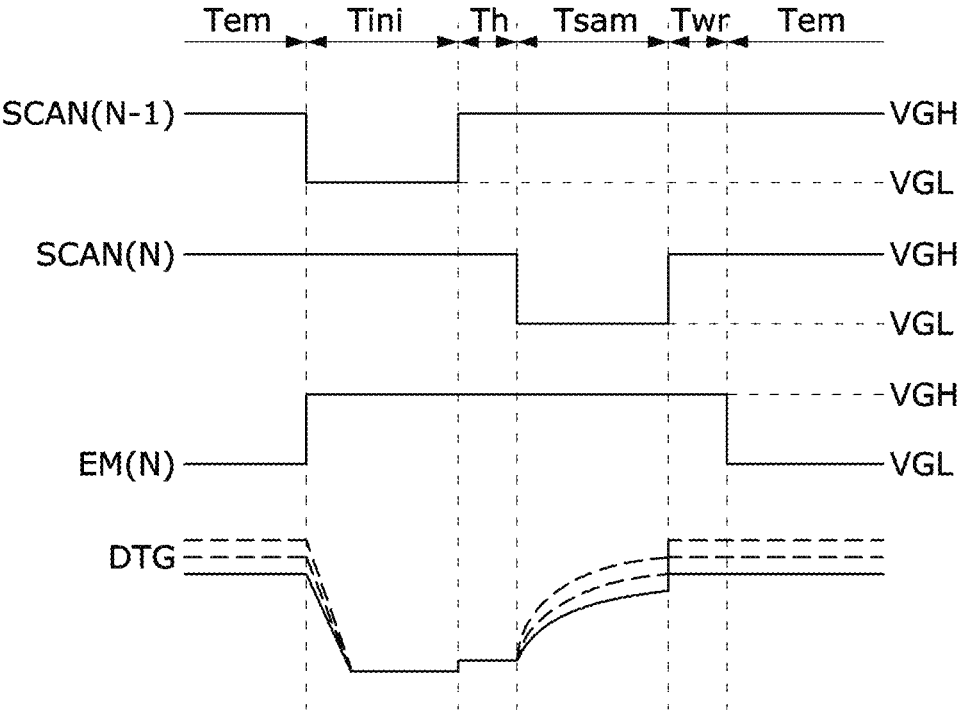 Tem Tini Th Tsam Twr Tem
SCAN(N-1) VGH
VGL
SCAN(N) VGH
VGL
VGH
EM(N) VGL
DTG